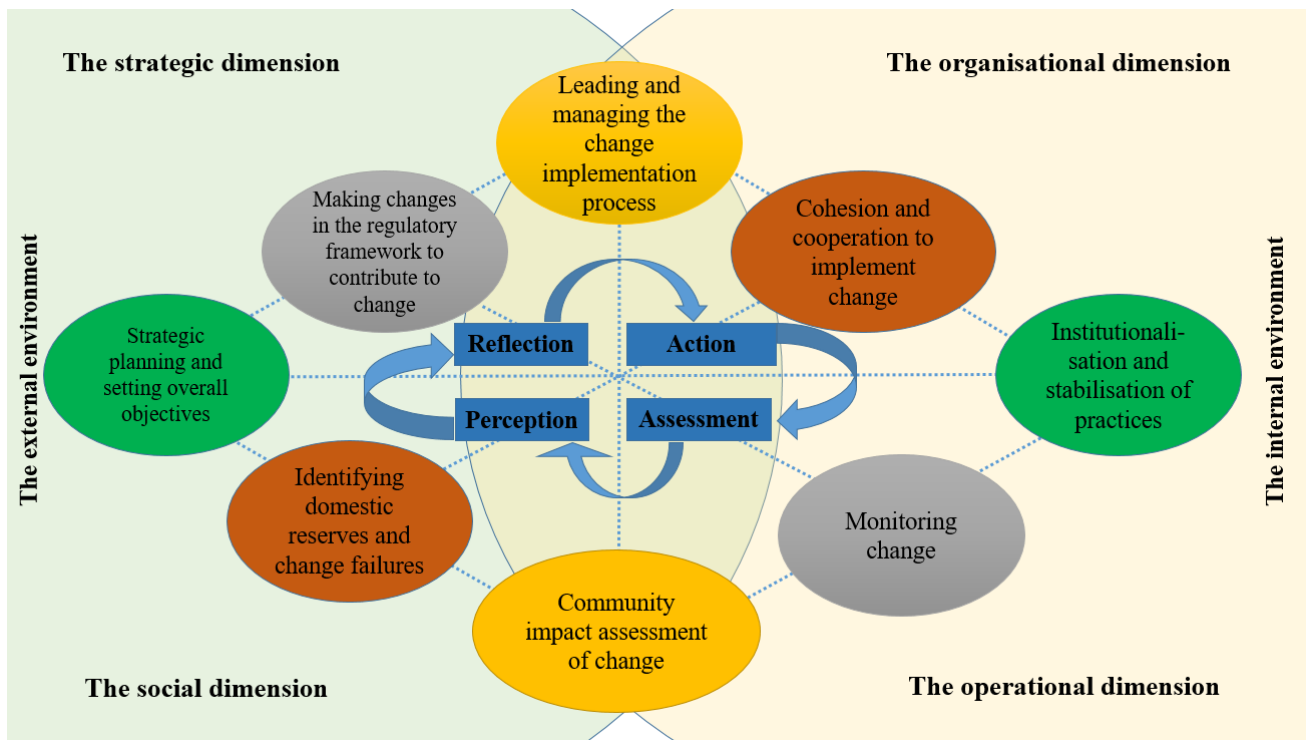 The strategic dimension
The organisational dimension
Leading and
managing the
change
implementation
process
Making changes
in the regulatory
framework to
contribute to
change
Cohesion and
cooperation to
implement
change
The external environment
Strategic
planning and
setting overall
objectives
Reflection
Action
Perception
Assessment
Institutionali-
sation and
stabilisation of
practices
The internal environment
Identifying
domestic
reserves and
change failures
Monitoring
change
Community
impact assessment
of change
The social dimension
The operational dimension